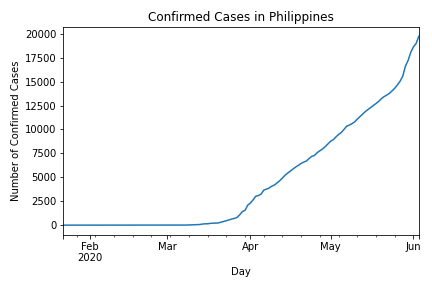 Confirmed Cases in Philippines
20000
17500
15000
12500
10000
7500
5000
2500
0
Number of Confirmed Cases
Feb Mar Apr May Jun
2020
Day